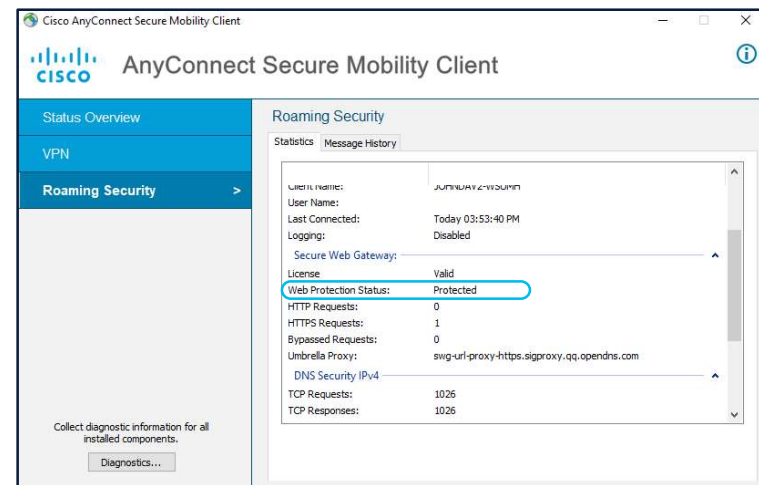 Cisco AnyConnect Secure Mobility Client
CISCO
AnyConnect Secure Mobility Client
Status Overview
VPN
Roaming Security >
Collect diagnostic information for all
installed components.
Diagnostics...
Roaming Security
Statistics Message History
Client Name:
User Name:
Last Connected: Today 03:53:40 PM
Logging: Disabled
Secure Web Gateway:
License Valid
Web Protection Status: Protected
HTTP Requests: 0
HTTPS Requests: 1
Bypassed Requests: 0
Umbrella Proxy: swg-url-proxy-https.sigproxy.qq.opendns.com
DNS Security IPv4
TCP Requests: 1026
TCP Responses: 1026